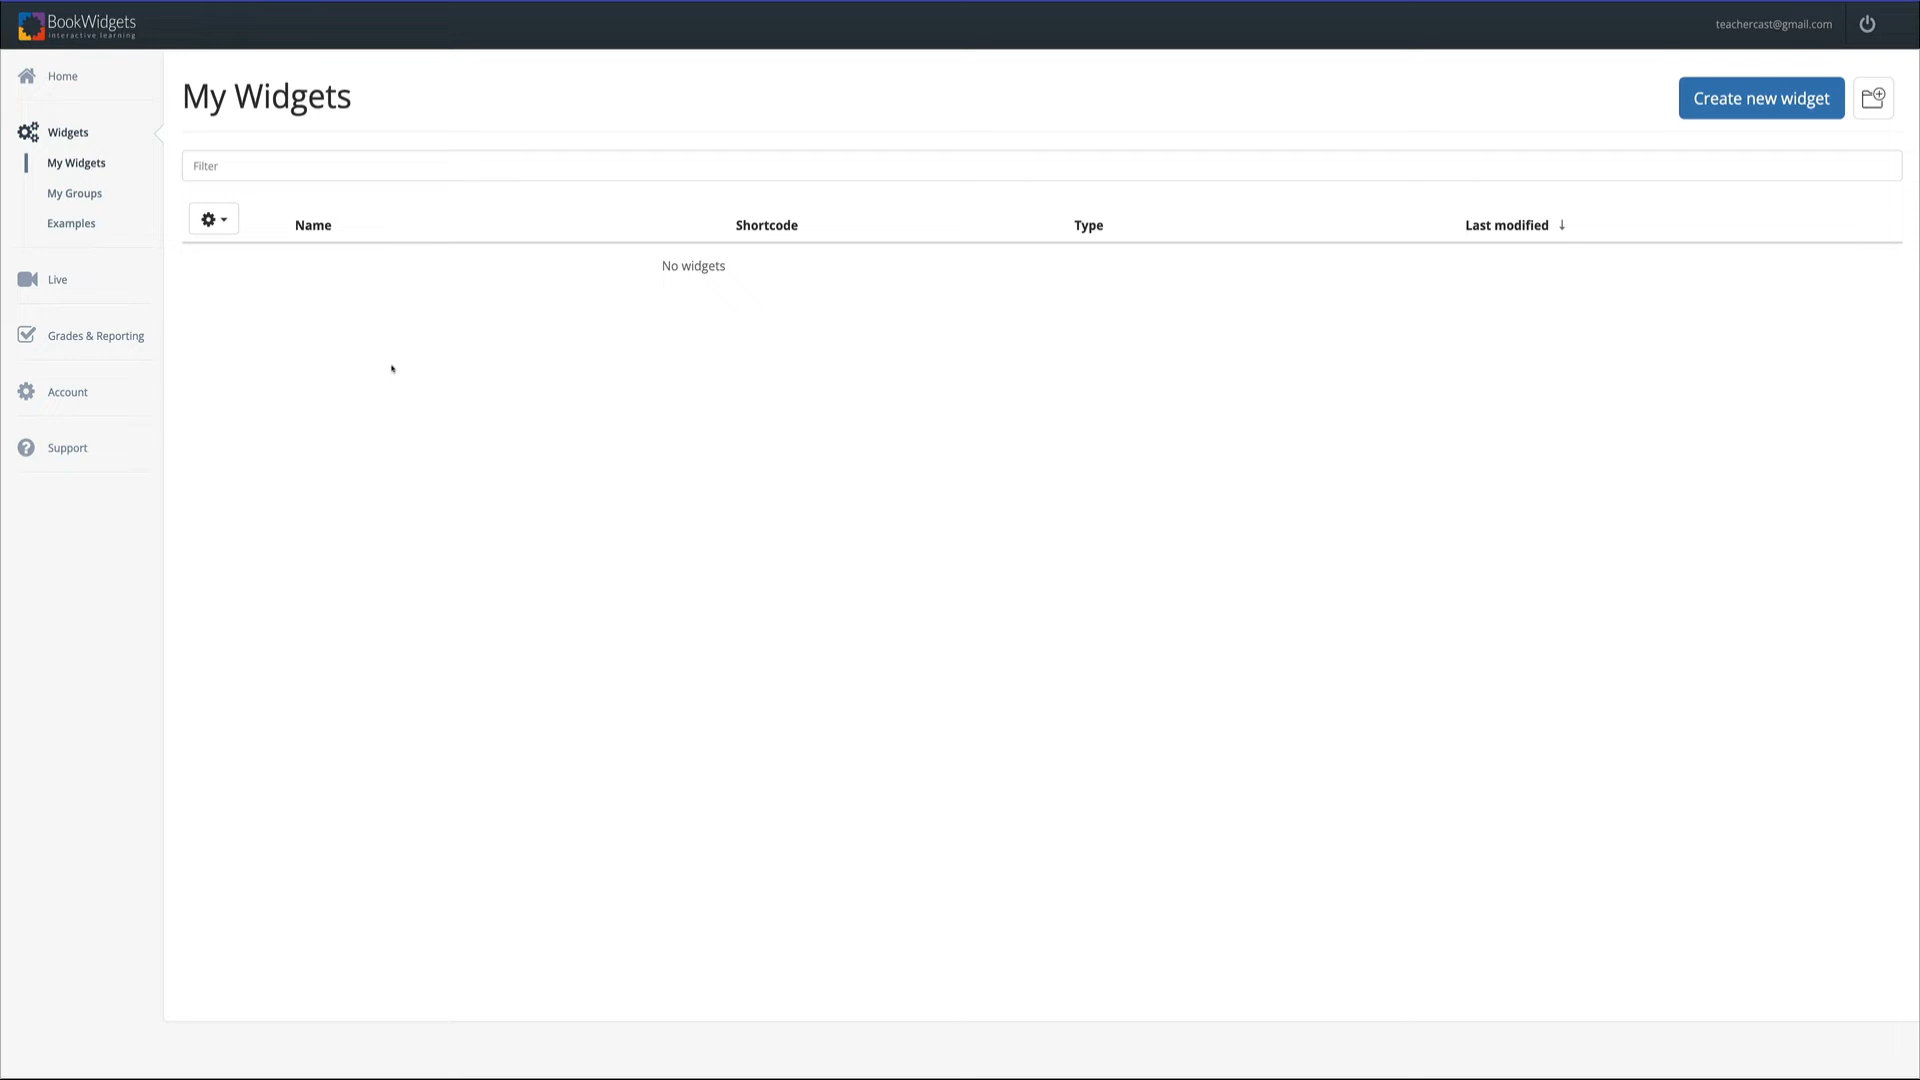 BookWidgets
interactive learning
teachercast@gmail.com
Home
Widgets
My Widgets
My Groups
Examples
Live
Grades & Reporting
Account
Support
My Widgets
Create new widget
Filter
Name Shortcode Type Last modified ↓
No widgets